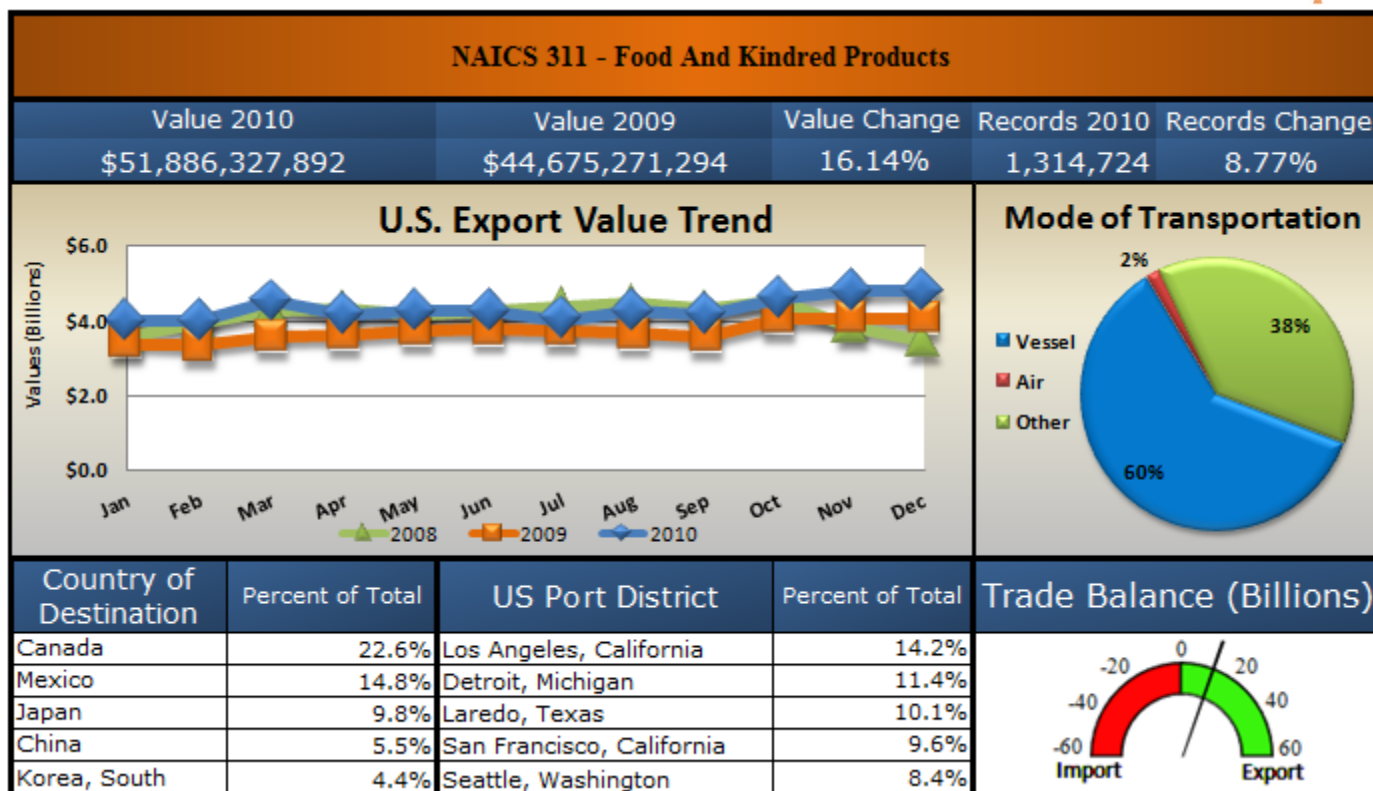 NAICS 311 - Food And Kindred Products
Value 2010 Value 2009 Value Change Records 2010 Records Change
$51,886,327,892 $44,675,271,294 16.14% 1,314,724 8.77%
U.S. Export Value Trend
Values (Billions)
$6.0
$4.0
$2.0
$0.0
Jan Feb Mar Apr May Jun Jul Aug Sep Oct Nov Dec
2008 2009 2010
Mode of Transportation
2%
38%
60%
Vessel
Air
Other
Country of
Destination
Percent of Total
US Port District
Percent of Total
Canada 22.6% Los Angeles, California 14.2%
Mexico 14.8% Detroit, Michigan 11.4%
Japan 9.8% Laredo, Texas 10.1%
China 5.5% San Francisco, California 9.6%
Korea, South 4.4% Seattle, Washington 8.4%
Trade Balance (Billions)
-60 -40 -20 0 20 40 60
Import Export